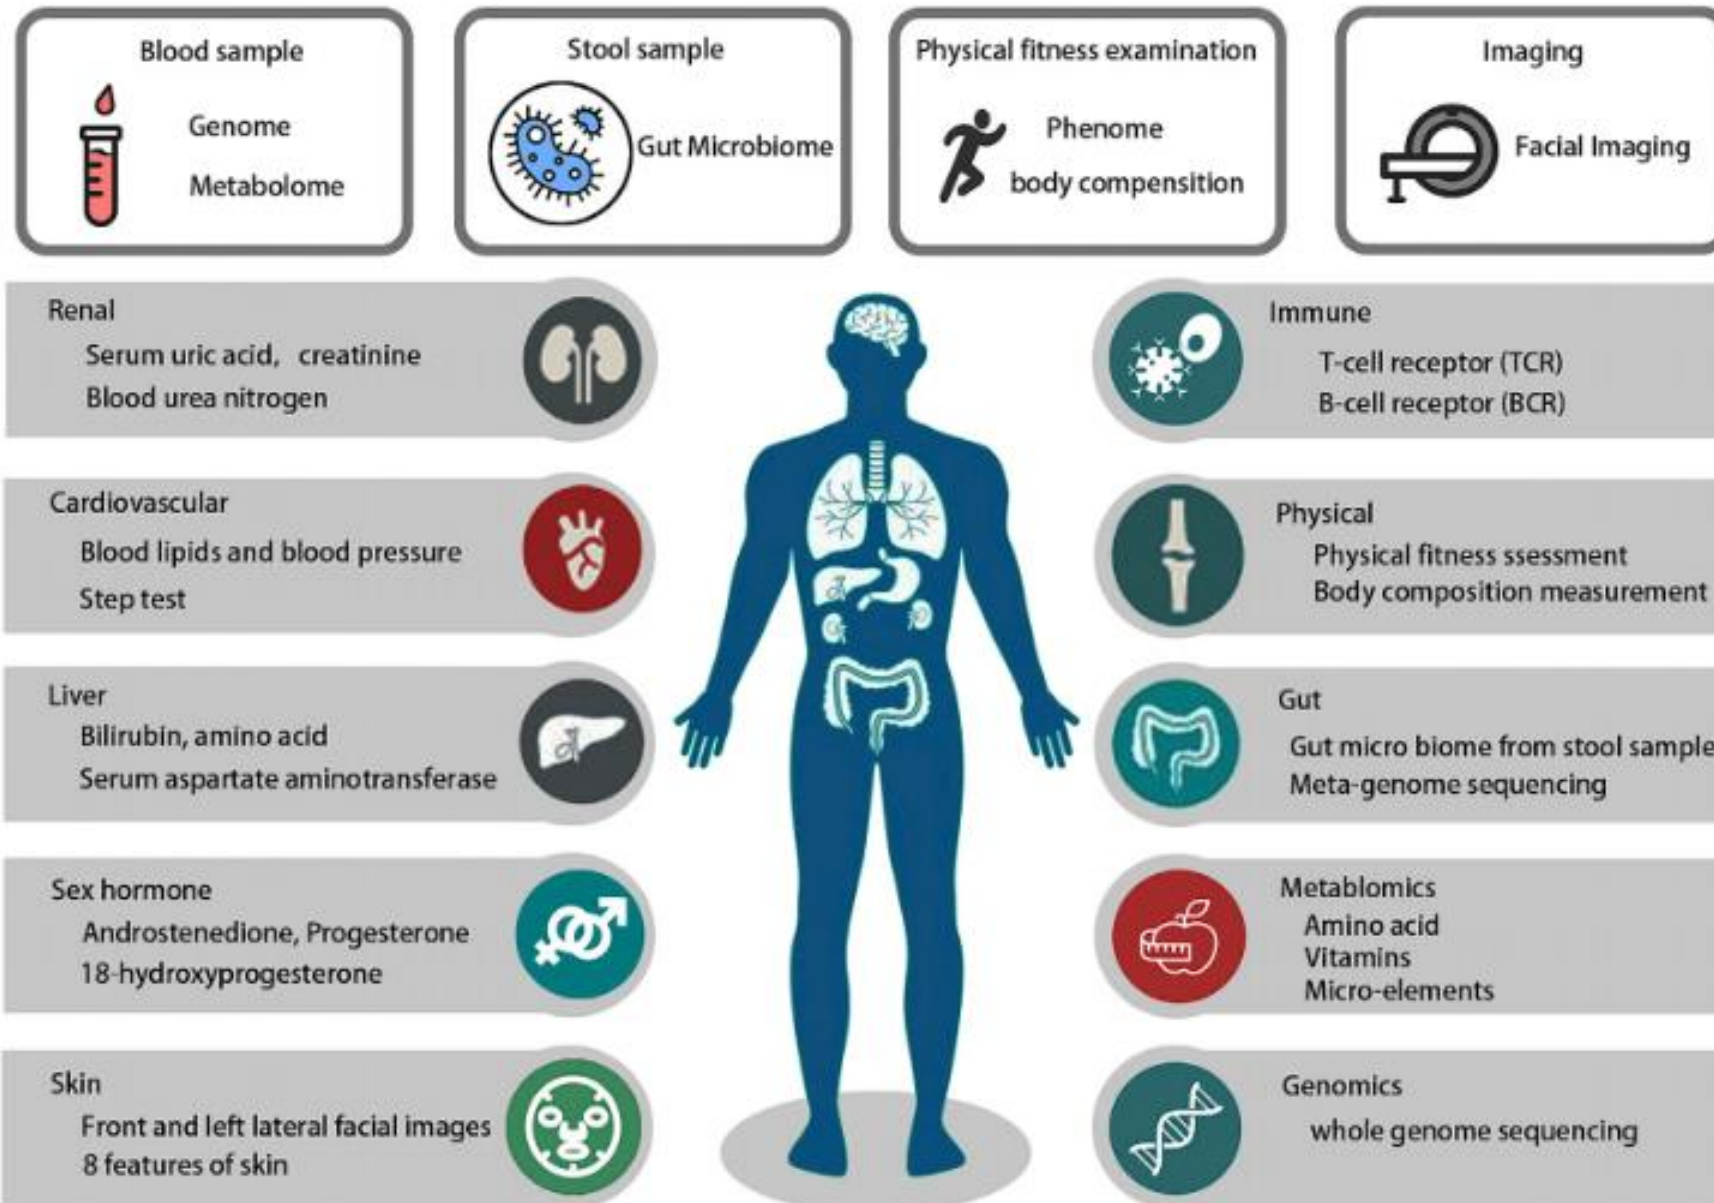 Blood sample
Genome
Metabolome
Stool sample
Gut Microbiome
Physical fitness examination
Phenome
body compensition
Imaging
Facial Imaging
Renal
Serum uric acid, creatinine
Blood urea nitrogen
Cardiovascular
Blood lipids and blood pressure
Step test
Liver
Bilirubin, amino acid
Serum aspartate aminotransferase
Sex hormone
Androstenedione, Progesterone
18-hydroxyprogesterone
Skin
Front and left lateral facial images
8 features of skin
Immune
T-cell receptor (TCR)
B-cell receptor (BCR)
Physical
Physical fitness ssessment
Body composition measurement
Gut
Gut micro biome from stool sample
Meta-genome sequencing
Metablomics
Amino acid
Vitamins
Micro-elements
Genomics
whole genome sequencing